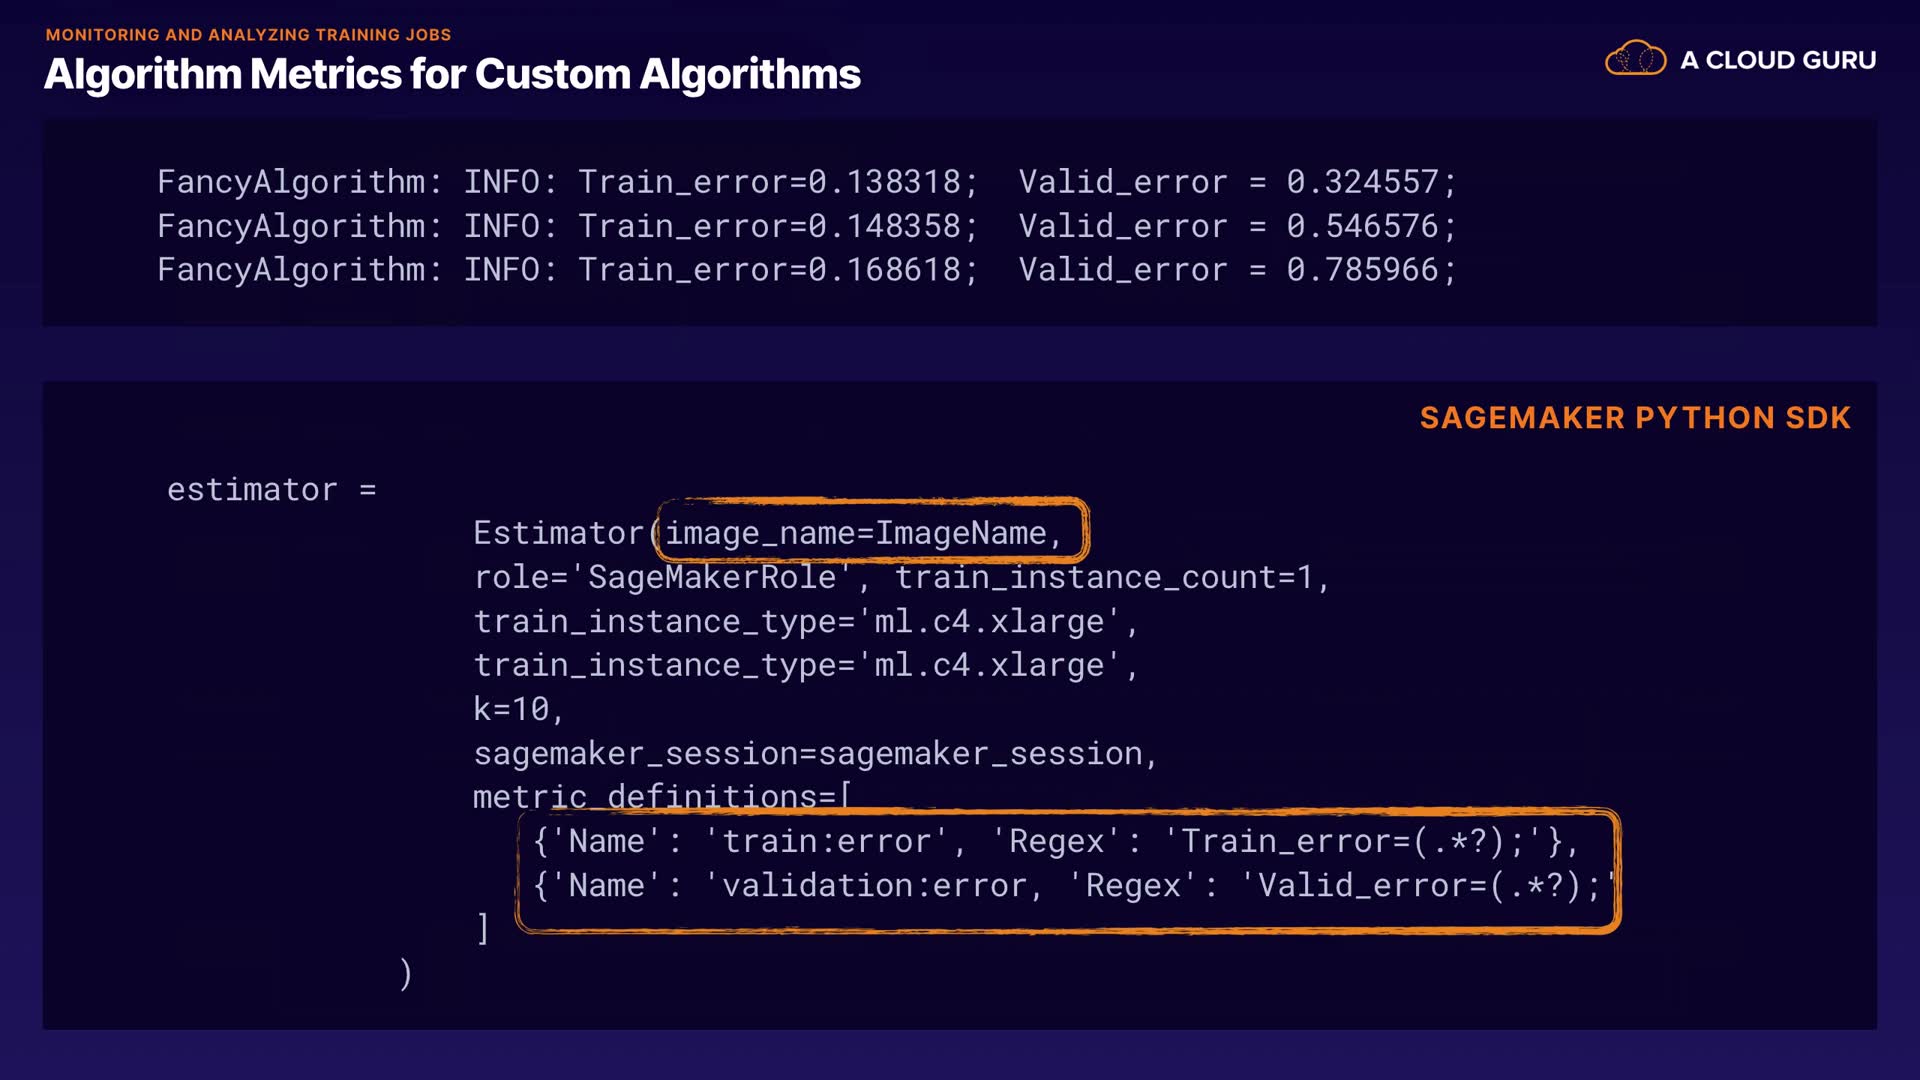 MONITORING AND ANALYZING TRAINING JOBS
Algorithm Metrics for Custom Algorithms
A CLOUD GURU
FancyAlgorithm: INFO: Train_error=0.138318; Valid_error = 0.324557;
FancyAlgorithm: INFO: Train_error=0.148358; Valid_error = 0.546576;
FancyAlgorithm: INFO: Train_error=0.168618; Valid_error = 0.785966;
SAGEMAKER PYTHON SDK
estimator =
Estimator(image_name=ImageName,
role='SageMakerRole', train_instance_count=1,
train_instance_type='ml.c4.xlarge',
train_instance_type='ml.c4.xlarge',
k=10,
sagemaker_session=sagemaker_session,
metric_definitions=[
{'Name': 'train:error', 'Regex': 'Train_error=(.*?);'},
{'Name': 'validation:error, 'Regex': 'Valid_error=(.*?);'
]
)